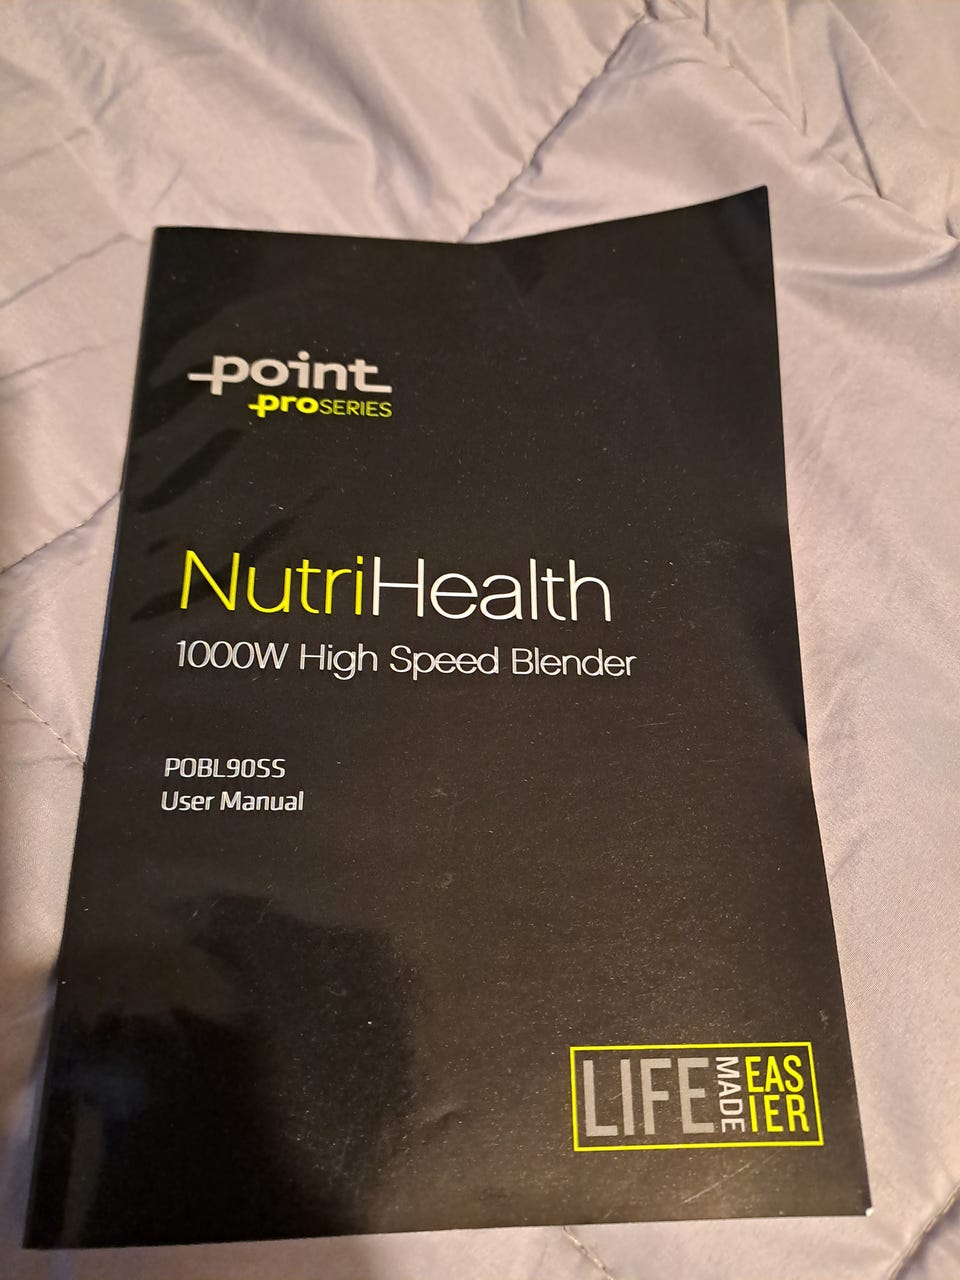 point
proSERIES
NutriHealth
1000W High Speed Blender
POBL90SS
User Manual
LIFE MADE EASIER